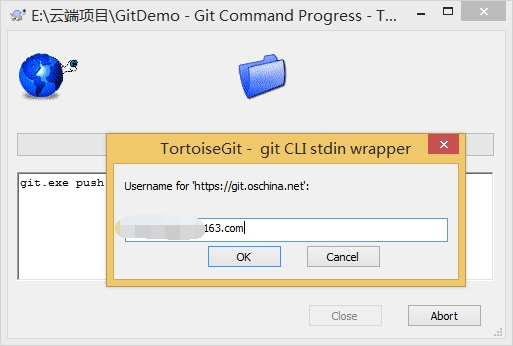 E:\云端项目\GitDemo - Git Command Progress - T...
TortoiseGit - git CLI stdin wrapper
git.exe push
Username for 'https://git.oschina.net':
163.com
OK
Cancel
Close
Abort